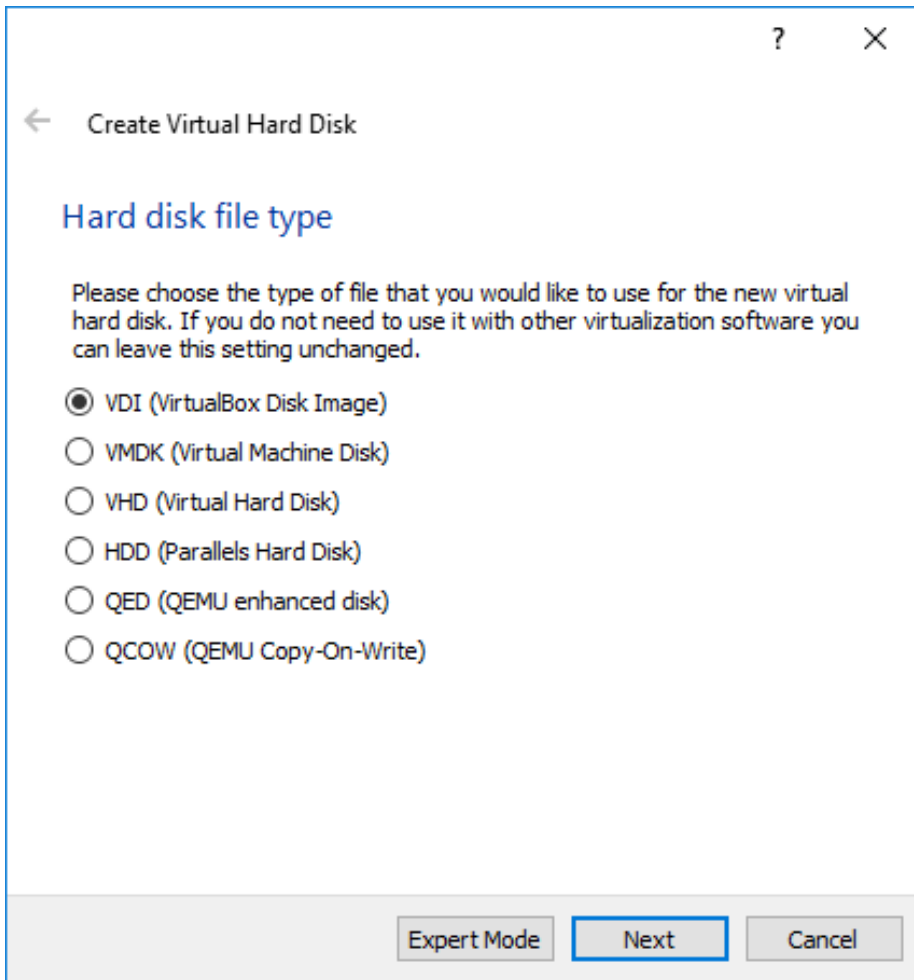 ?
Create Virtual Hard Disk
Hard disk file type
Please choose the type of file that you would like to use for the new virtual
hard disk. If you do not need to use it with other virtualization software you
can leave this setting unchanged.
VDI (VirtualBox Disk Image)
VMDK (Virtual Machine Disk)
VHD (Virtual Hard Disk)
HDD (Parallels Hard Disk)
QED (QEMU enhanced disk)
QCOW (QEMU Copy-On-Write)
Expert Mode Next Cancel